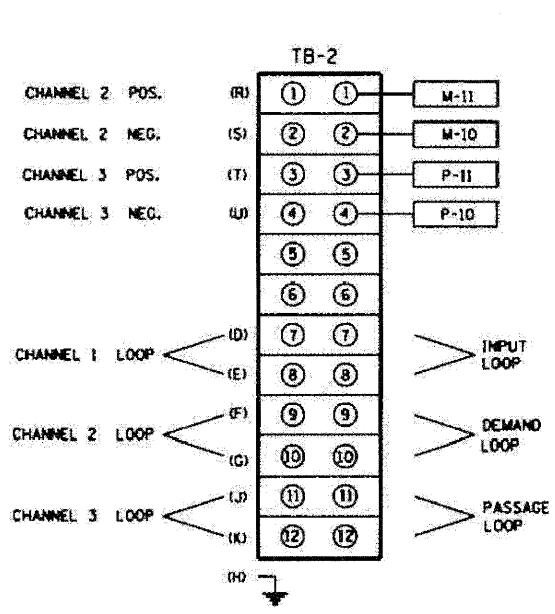 TB-2
CHANNEL 2 POS. (R) 1 1 M-11
CHANNEL 2 NEG. (S) 2 2 M-10
CHANNEL 3 POS. (T) 3 3 P-11
CHANNEL 3 NEG. (U) 4 4 P-10
5 5
6 6
(D) 7 7
CHANNEL 1 LOOP
INPUT
LOOP
(E) 8 8
(F) 9 9
CHANNEL 2 LOOP
DEMAND
LOOP
(G) 10 10
(J) 11 11
CHANNEL 3 LOOP
PASSAGE
LOOP
(K) 12 12
(H)